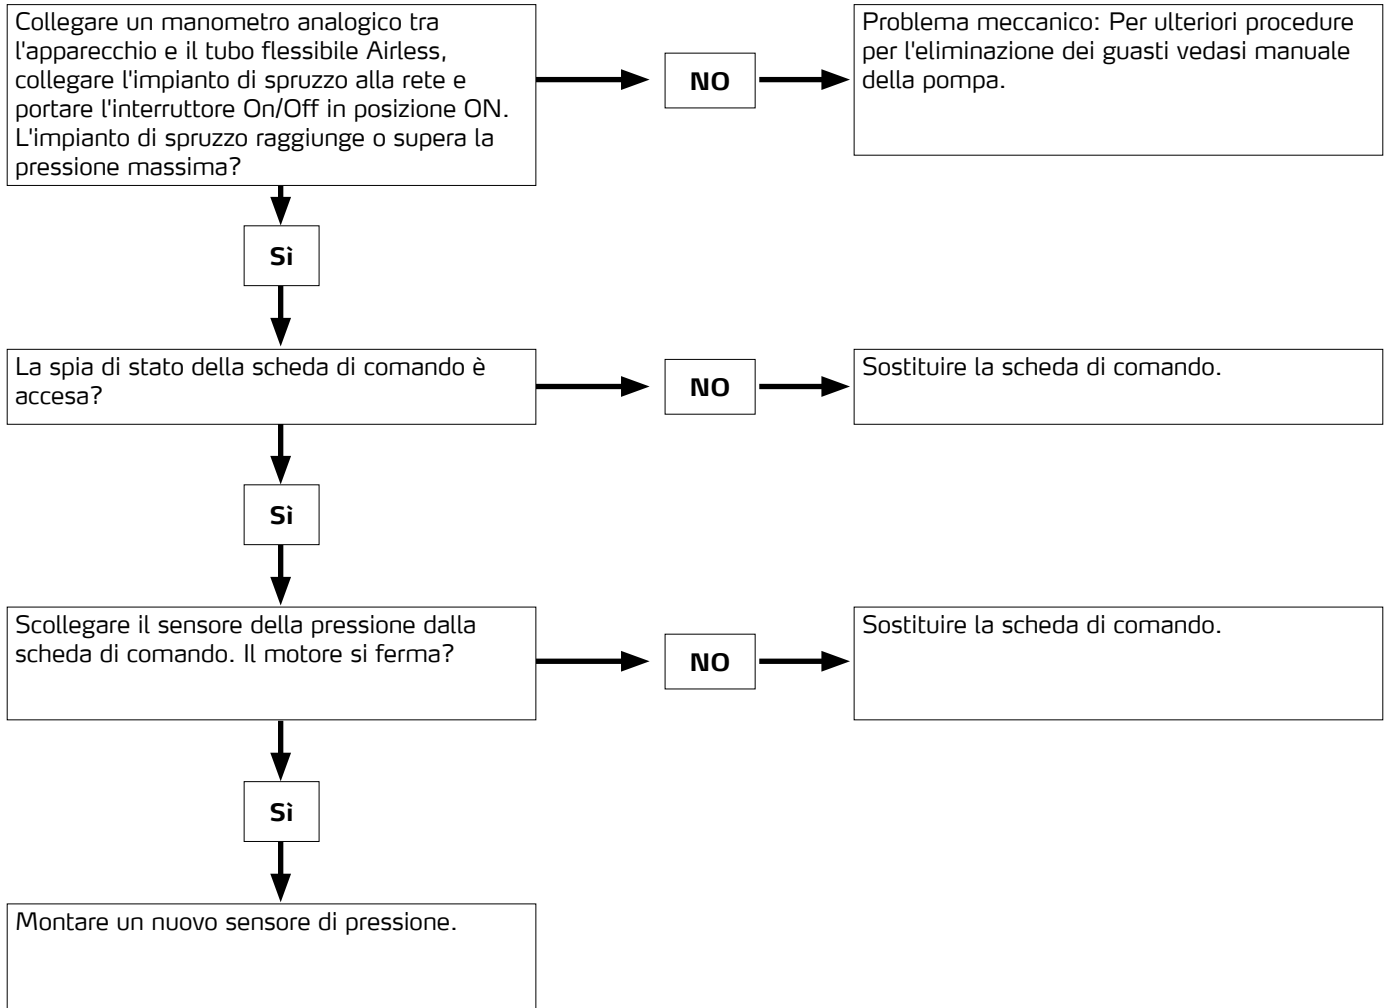 Collegare un manometro analogico tra
l'apparecchio e il tubo flessibile Airless,
collegare l'impianto di spruzzo alla rete e
portare l'interruttore On/Off in posizione ON.
L'impianto di spruzzo raggiunge o supera la
pressione massima?
NO
Problema meccanico: Per ulteriori procedure
per l'eliminazione dei guasti vedasi manuale
della pompa.
Sì
La spia di stato della scheda di comando è
accesa?
NO
Sostituire la scheda di comando.
Sì
Scollegare il sensore della pressione dalla
scheda di comando. Il motore si ferma?
NO
Sostituire la scheda di comando.
Sì
Montare un nuovo sensore di pressione.